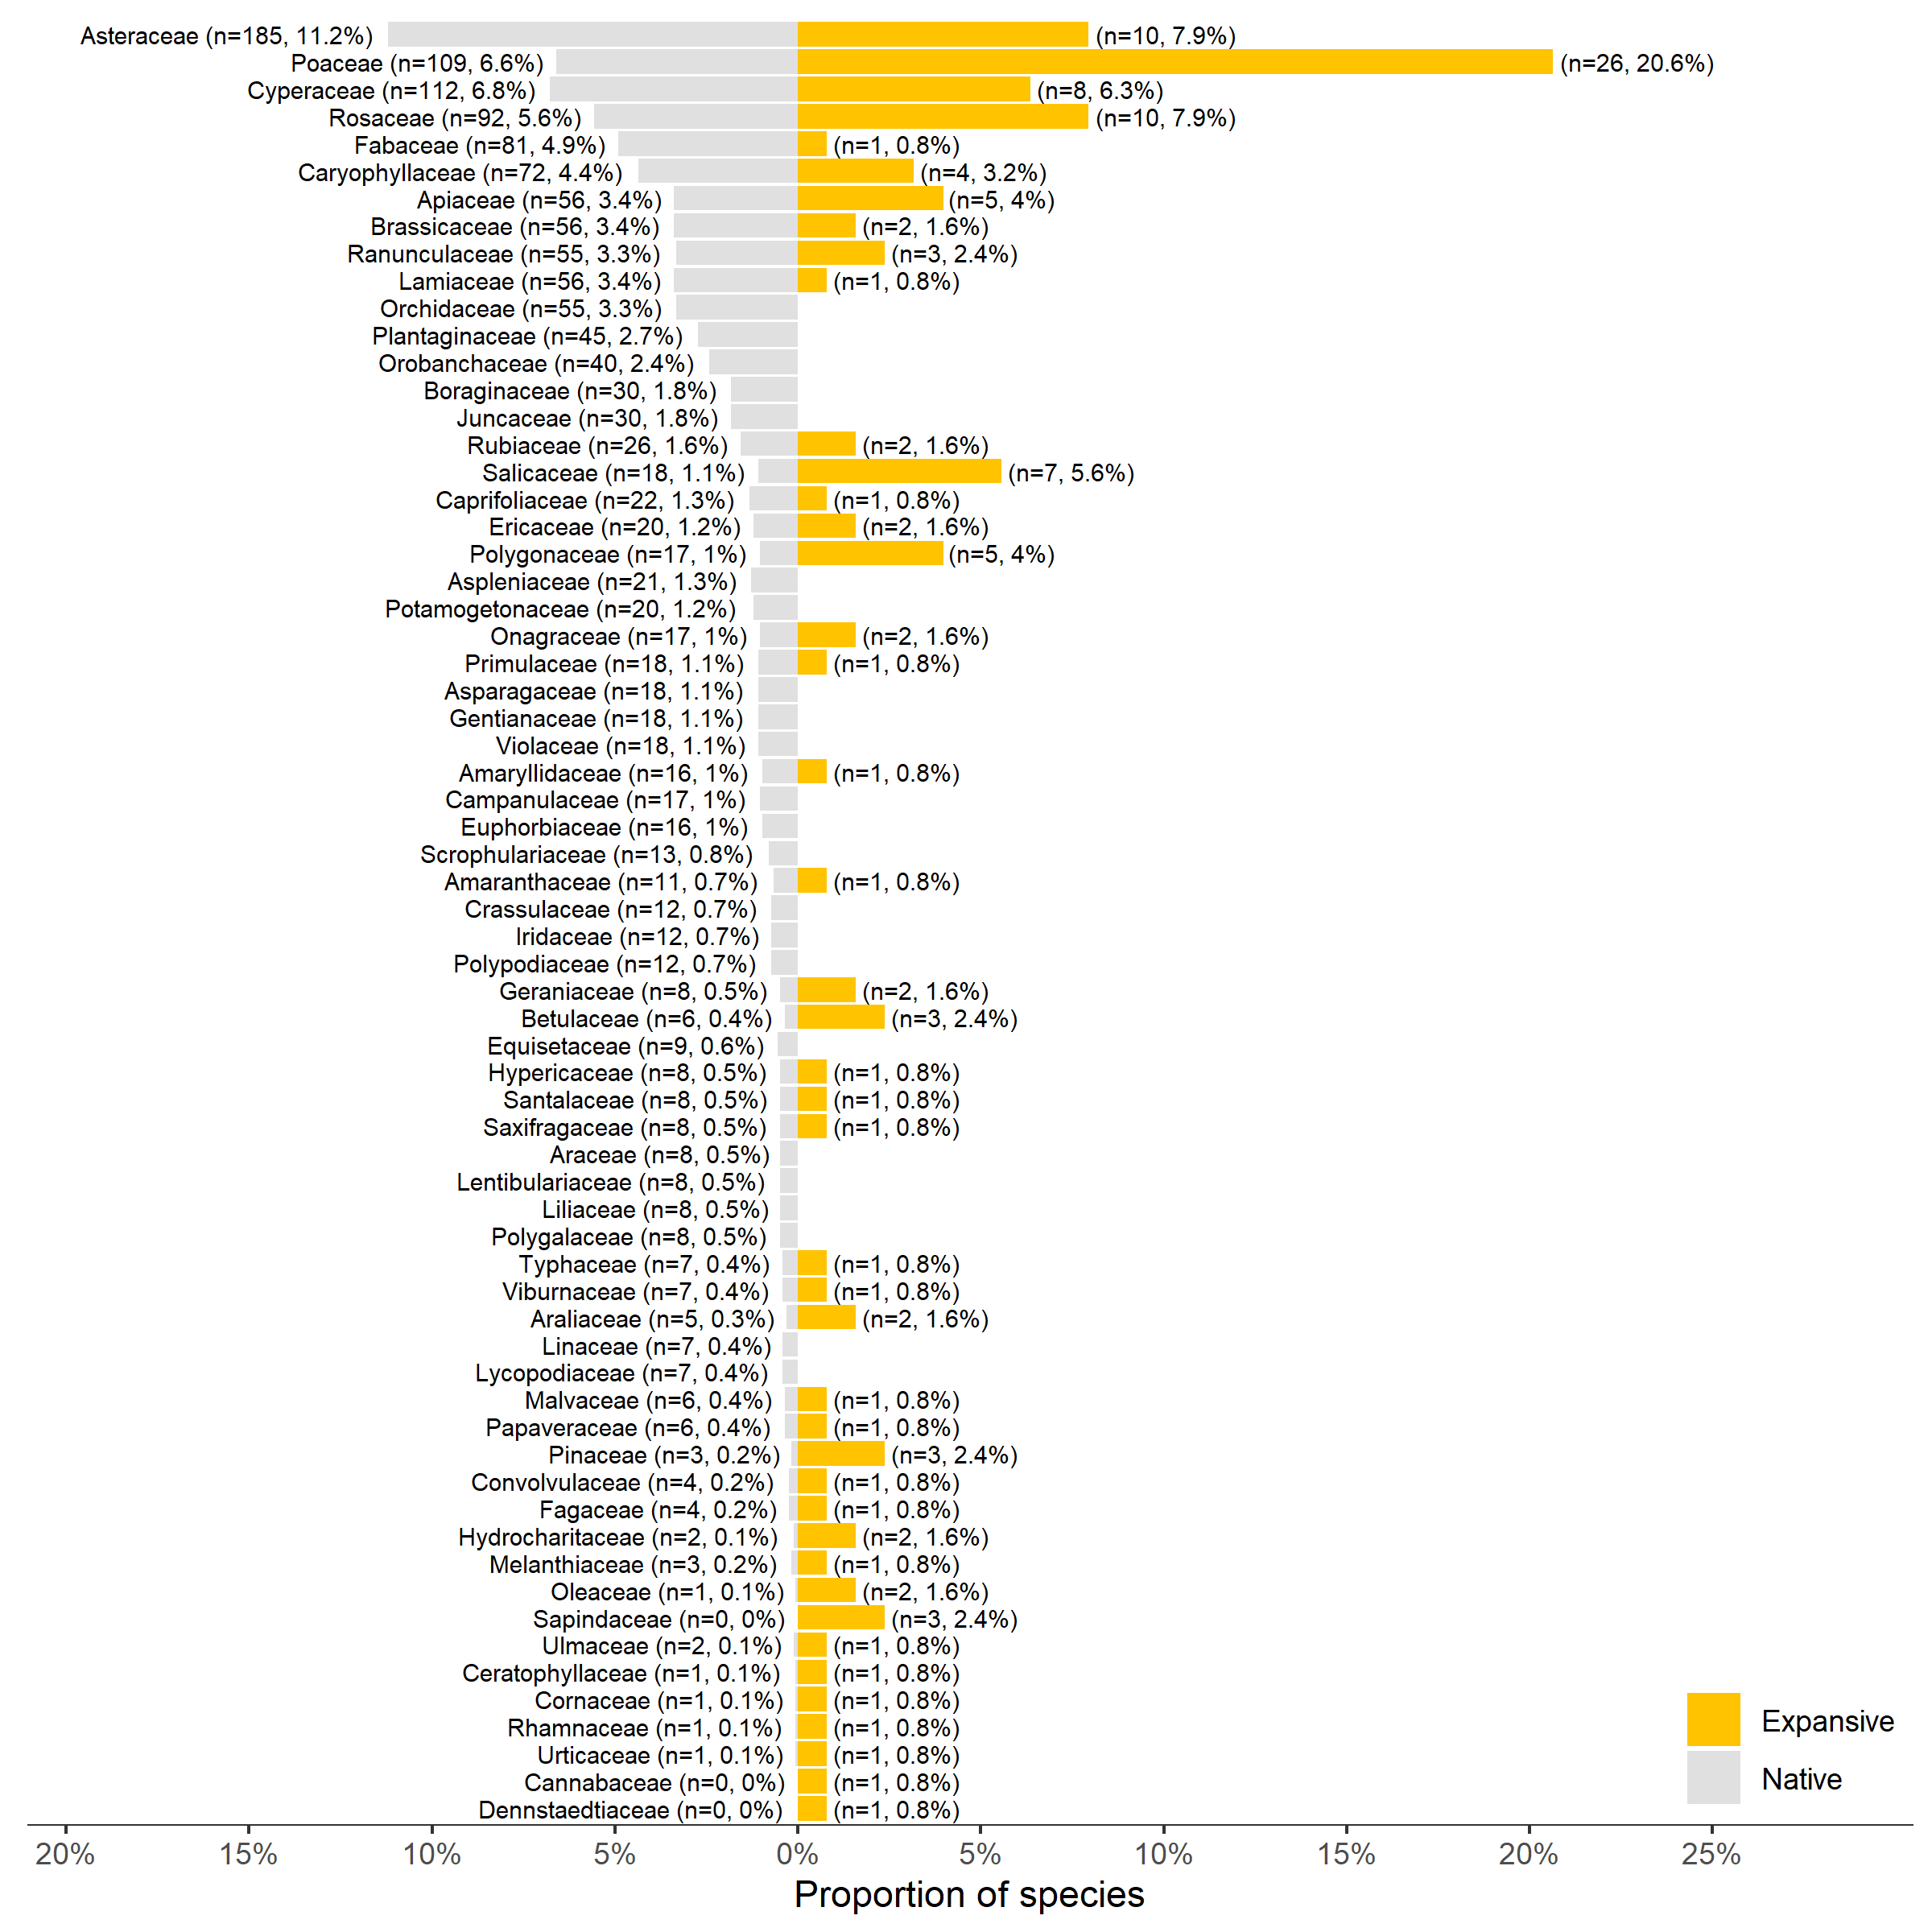 Asteraceae (n=185, 11.2%) (n=10, 7.9%)
Poaceae (n=109, 6.6%) (n=26, 20.6%)
Cyperaceae (n=112, 6.8%) (n=8, 6.3%)
Rosaceae (n=92, 5.6%) (n=10, 7.9%)
Fabaceae (n=81, 4.9%) (n=1, 0.8%)
Caryophyllaceae (n=72, 4.4%) (n=4, 3.2%)
Apiaceae (n=56, 3.4%) (n=5, 4%)
Brassicaceae (n=56, 3.4%) (n=2, 1.6%)
Ranunculaceae (n=55, 3.3%) (n=3, 2.4%)
Lamiaceae (n=56, 3.4%) (n=1, 0.8%)
Orchidaceae (n=55, 3.3%)
Plantaginaceae (n=45, 2.7%)
Orobanchaceae (n=40, 2.4%)
Boraginaceae (n=30, 1.8%)
Juncaceae (n=30, 1.8%)
Rubiaceae (n=26, 1.6%) (n=2, 1.6%)
Salicaceae (n=18, 1.1%) (n=7, 5.6%)
Caprifoliaceae (n=22, 1.3%) (n=1, 0.8%)
Ericaceae (n=20, 1.2%) (n=2, 1.6%)
Polygonaceae (n=17, 1%) (n=5, 4%)
Aspleniaceae (n=21, 1.3%)
Potamogetonaceae (n=20, 1.2%)
Onagraceae (n=17, 1%) (n=2, 1.6%)
Primulaceae (n=18, 1.1%) (n=1, 0.8%)
Asparagaceae (n=18, 1.1%)
Gentianaceae (n=18, 1.1%)
Violaceae (n=18, 1.1%)
Amaryllidaceae (n=16, 1%) (n=1, 0.8%)
Campanulaceae (n=17, 1%)
Euphorbiaceae (n=16, 1%)
Scrophulariaceae (n=13, 0.8%)
Amaranthaceae (n=11, 0.7%) (n=1, 0.8%)
Crassulaceae (n=12, 0.7%)
Iridaceae (n=12, 0.7%)
Polypodiaceae (n=12, 0.7%)
Geraniaceae (n=8, 0.5%) (n=2, 1.6%)
Betulaceae (n=6, 0.4%) (n=3, 2.4%)
Equisetaceae (n=9, 0.6%)
Hypericaceae (n=8, 0.5%) (n=1, 0.8%)
Santalaceae (n=8, 0.5%) (n=1, 0.8%)
Saxifragaceae (n=8, 0.5%) (n=1, 0.8%)
Araceae (n=8, 0.5%)
Lentibulariaceae (n=8, 0.5%)
Liliaceae (n=8, 0.5%)
Polygalaceae (n=8, 0.5%)
Typhaceae (n=7, 0.4%) (n=1, 0.8%)
Viburnaceae (n=7, 0.4%) (n=1, 0.8%)
Araliaceae (n=5, 0.3%) (n=2, 1.6%)
Linaceae (n=7, 0.4%)
Lycopodiaceae (n=7, 0.4%)
Malvaceae (n=6, 0.4%) (n=1, 0.8%)
Papaveraceae (n=6, 0.4%) (n=1, 0.8%)
Pinaceae (n=3, 0.2%) (n=3, 2.4%)
Convolvulaceae (n=4, 0.2%) (n=1, 0.8%)
Fagaceae (n=4, 0.2%) (n=1, 0.8%)
Hydrocharitaceae (n=2, 0.1%) (n=2, 1.6%)
Melanthiaceae (n=3, 0.2%) (n=1, 0.8%)
Oleaceae (n=1, 0.1%) (n=2, 1.6%)
Sapindaceae (n=0, 0%) (n=3, 2.4%)
Ulmaceae (n=2, 0.1%) (n=1, 0.8%)
Ceratophyllaceae (n=1, 0.1%) (n=1, 0.8%)
Cornaceae (n=1, 0.1%) (n=1, 0.8%)
Rhamnaceae (n=1, 0.1%) (n=1, 0.8%)
Urticaceae (n=1, 0.1%) (n=1, 0.8%)
Cannabaceae (n=0, 0%) (n=1, 0.8%)
Dennstaedtiaceae (n=0, 0%) (n=1, 0.8%)
Expansive
Native
20% 15% 10% 5% 0% 5% 10% 15% 20% 25%
Proportion of species